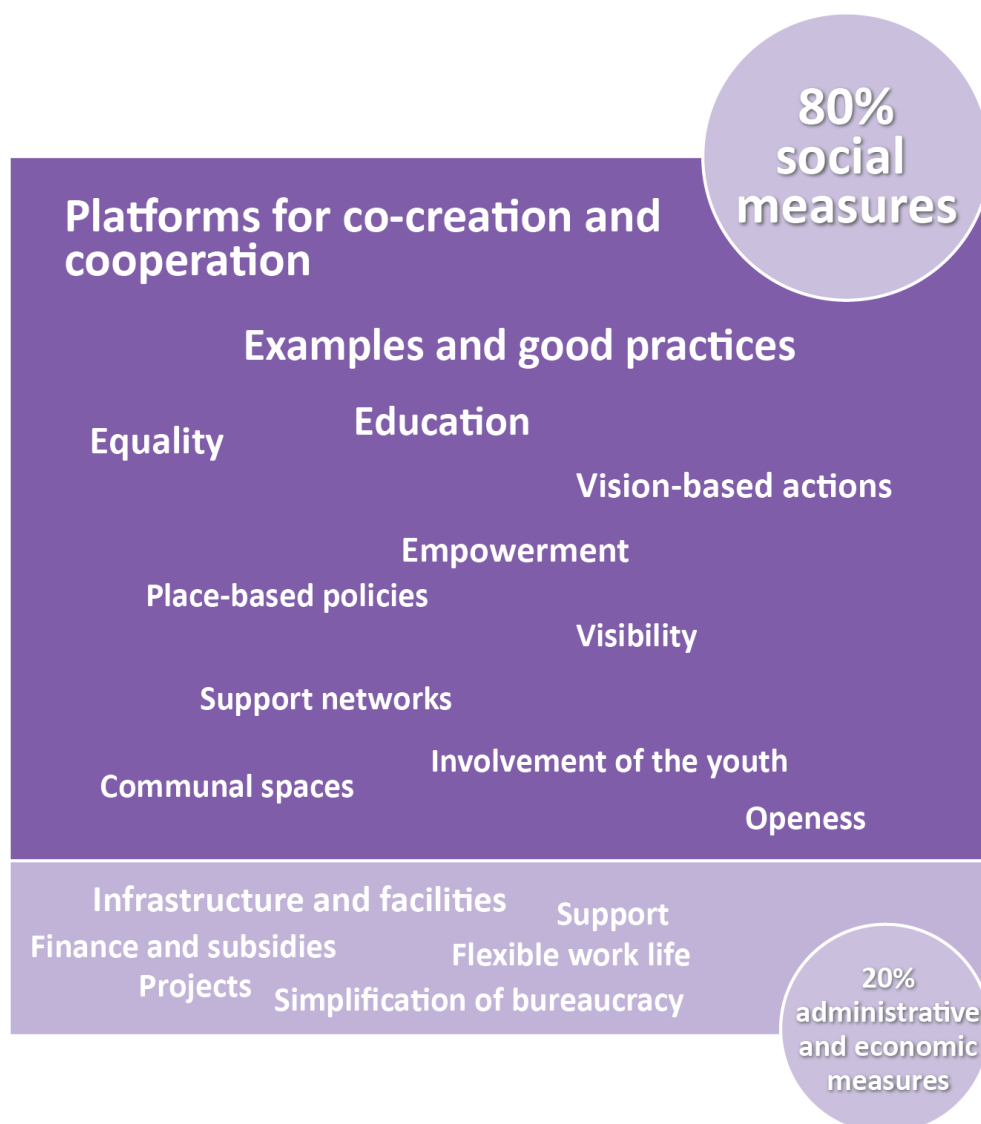 80%
social
measures
Platforms for co-creation and
cooperation
Examples and good practices
Education
Equality
Vision-based actions
Empowerment
Place-based policies
Visibility
Support networks
Involvement of the youth
Communal spaces
Openess
Infrastructure and facilities
Support
Finance and subsidies
Flexible work life
Projects
Simplification of bureaucracy
20%
administrative
and economic
measures